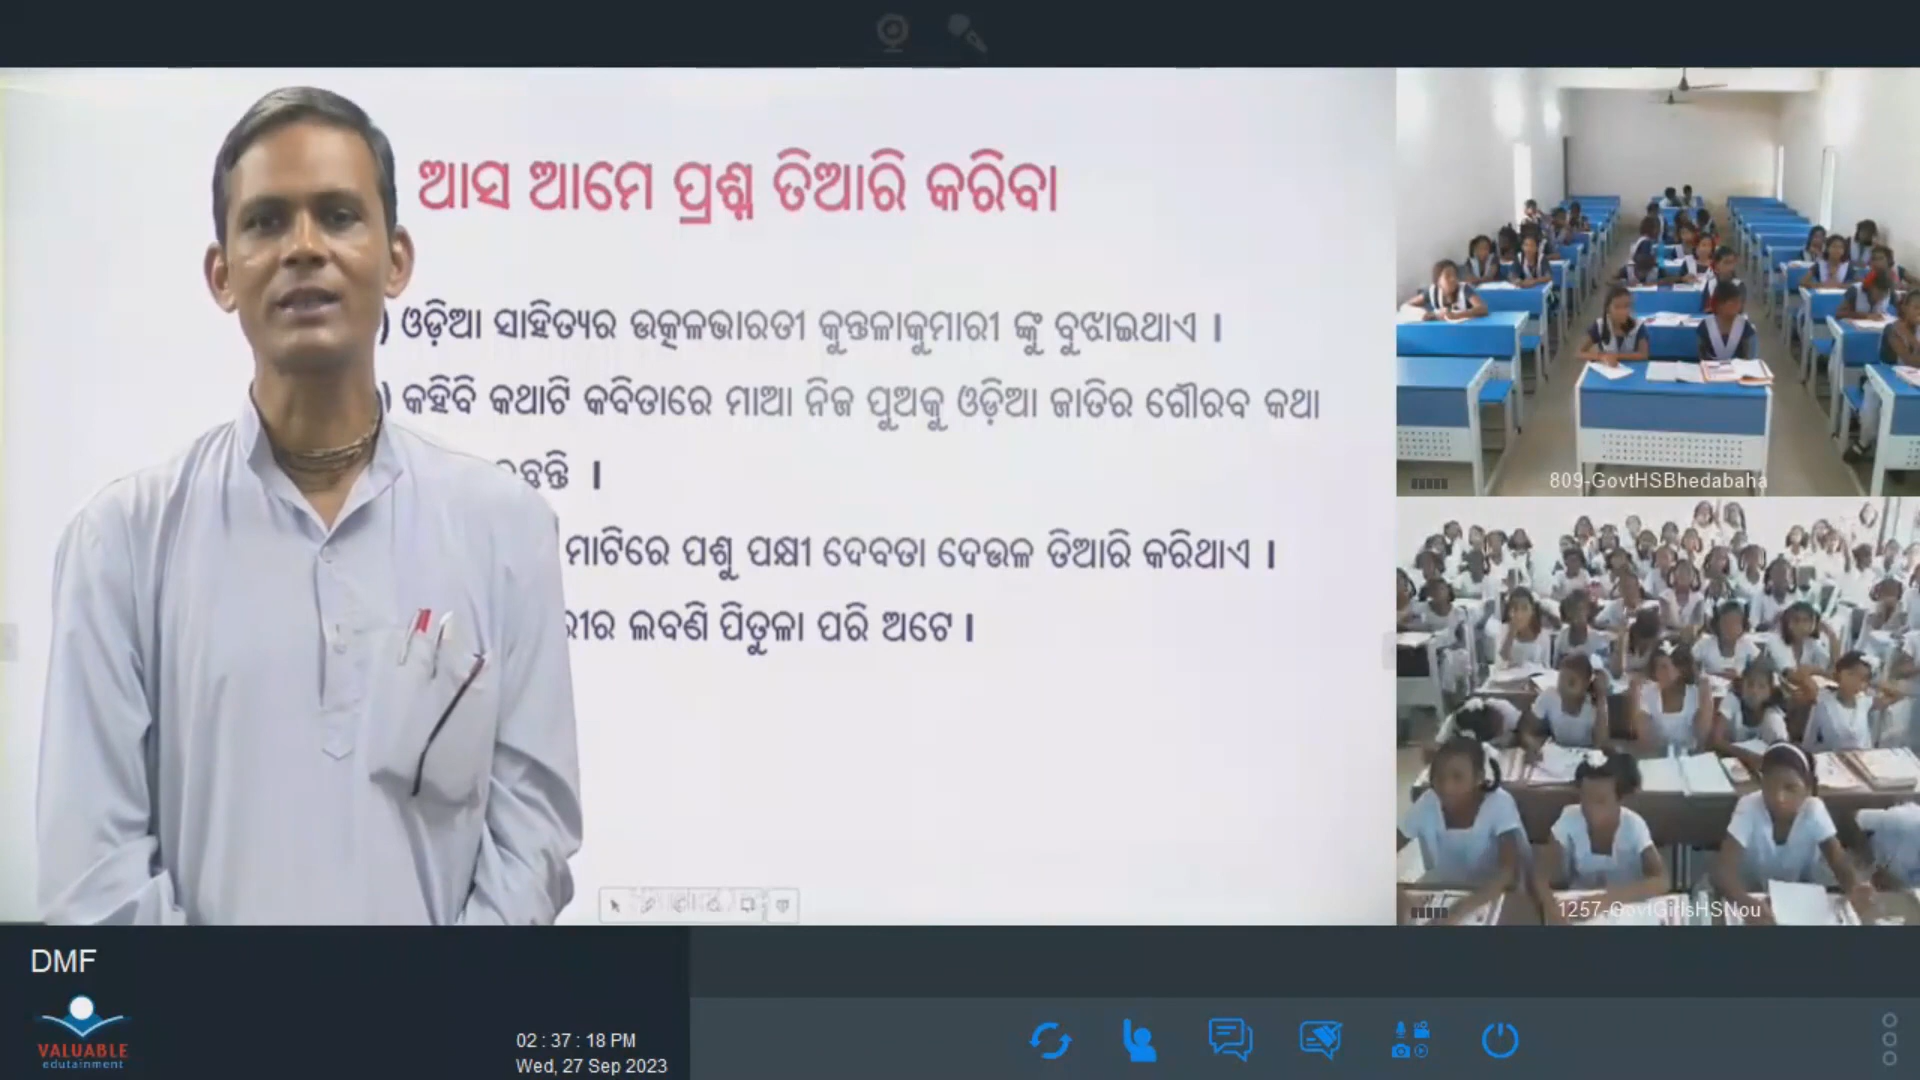 ଆସ ଆମେ ପ୍ରଶ୍ନ ତିଆରି କରିବା
) ଓଡ଼ିଆ ସାହିତ୍ୟର ଉତ୍କଳଭାରତୀ କୁନ୍ତଳାକୁମାରୀ ଙ୍କୁ ବୁଝାଇଥାଏ ।
) କହିବି କଥାଟି କବିତାରେ ମାଆ ନିଜ ପୁଅକୁ ଓଡ଼ିଆ ଜାତିର ଗୌରବ କଥା
।
ମାଟିରେ ପଶୁ ପକ୍ଷୀ ଦେବତା ଦେଉଳ ତିଆରି କରିଥାଏ ।
ଲବଣି ପିତୁଳା ପରି ଅଟେ ।
809-GovtHSBhedabaha
1257-GovtGirlsHSNou
DMF
VALUABLE
edutainment
02 : 37 : 18 PM
Wed, 27 Sep 2023